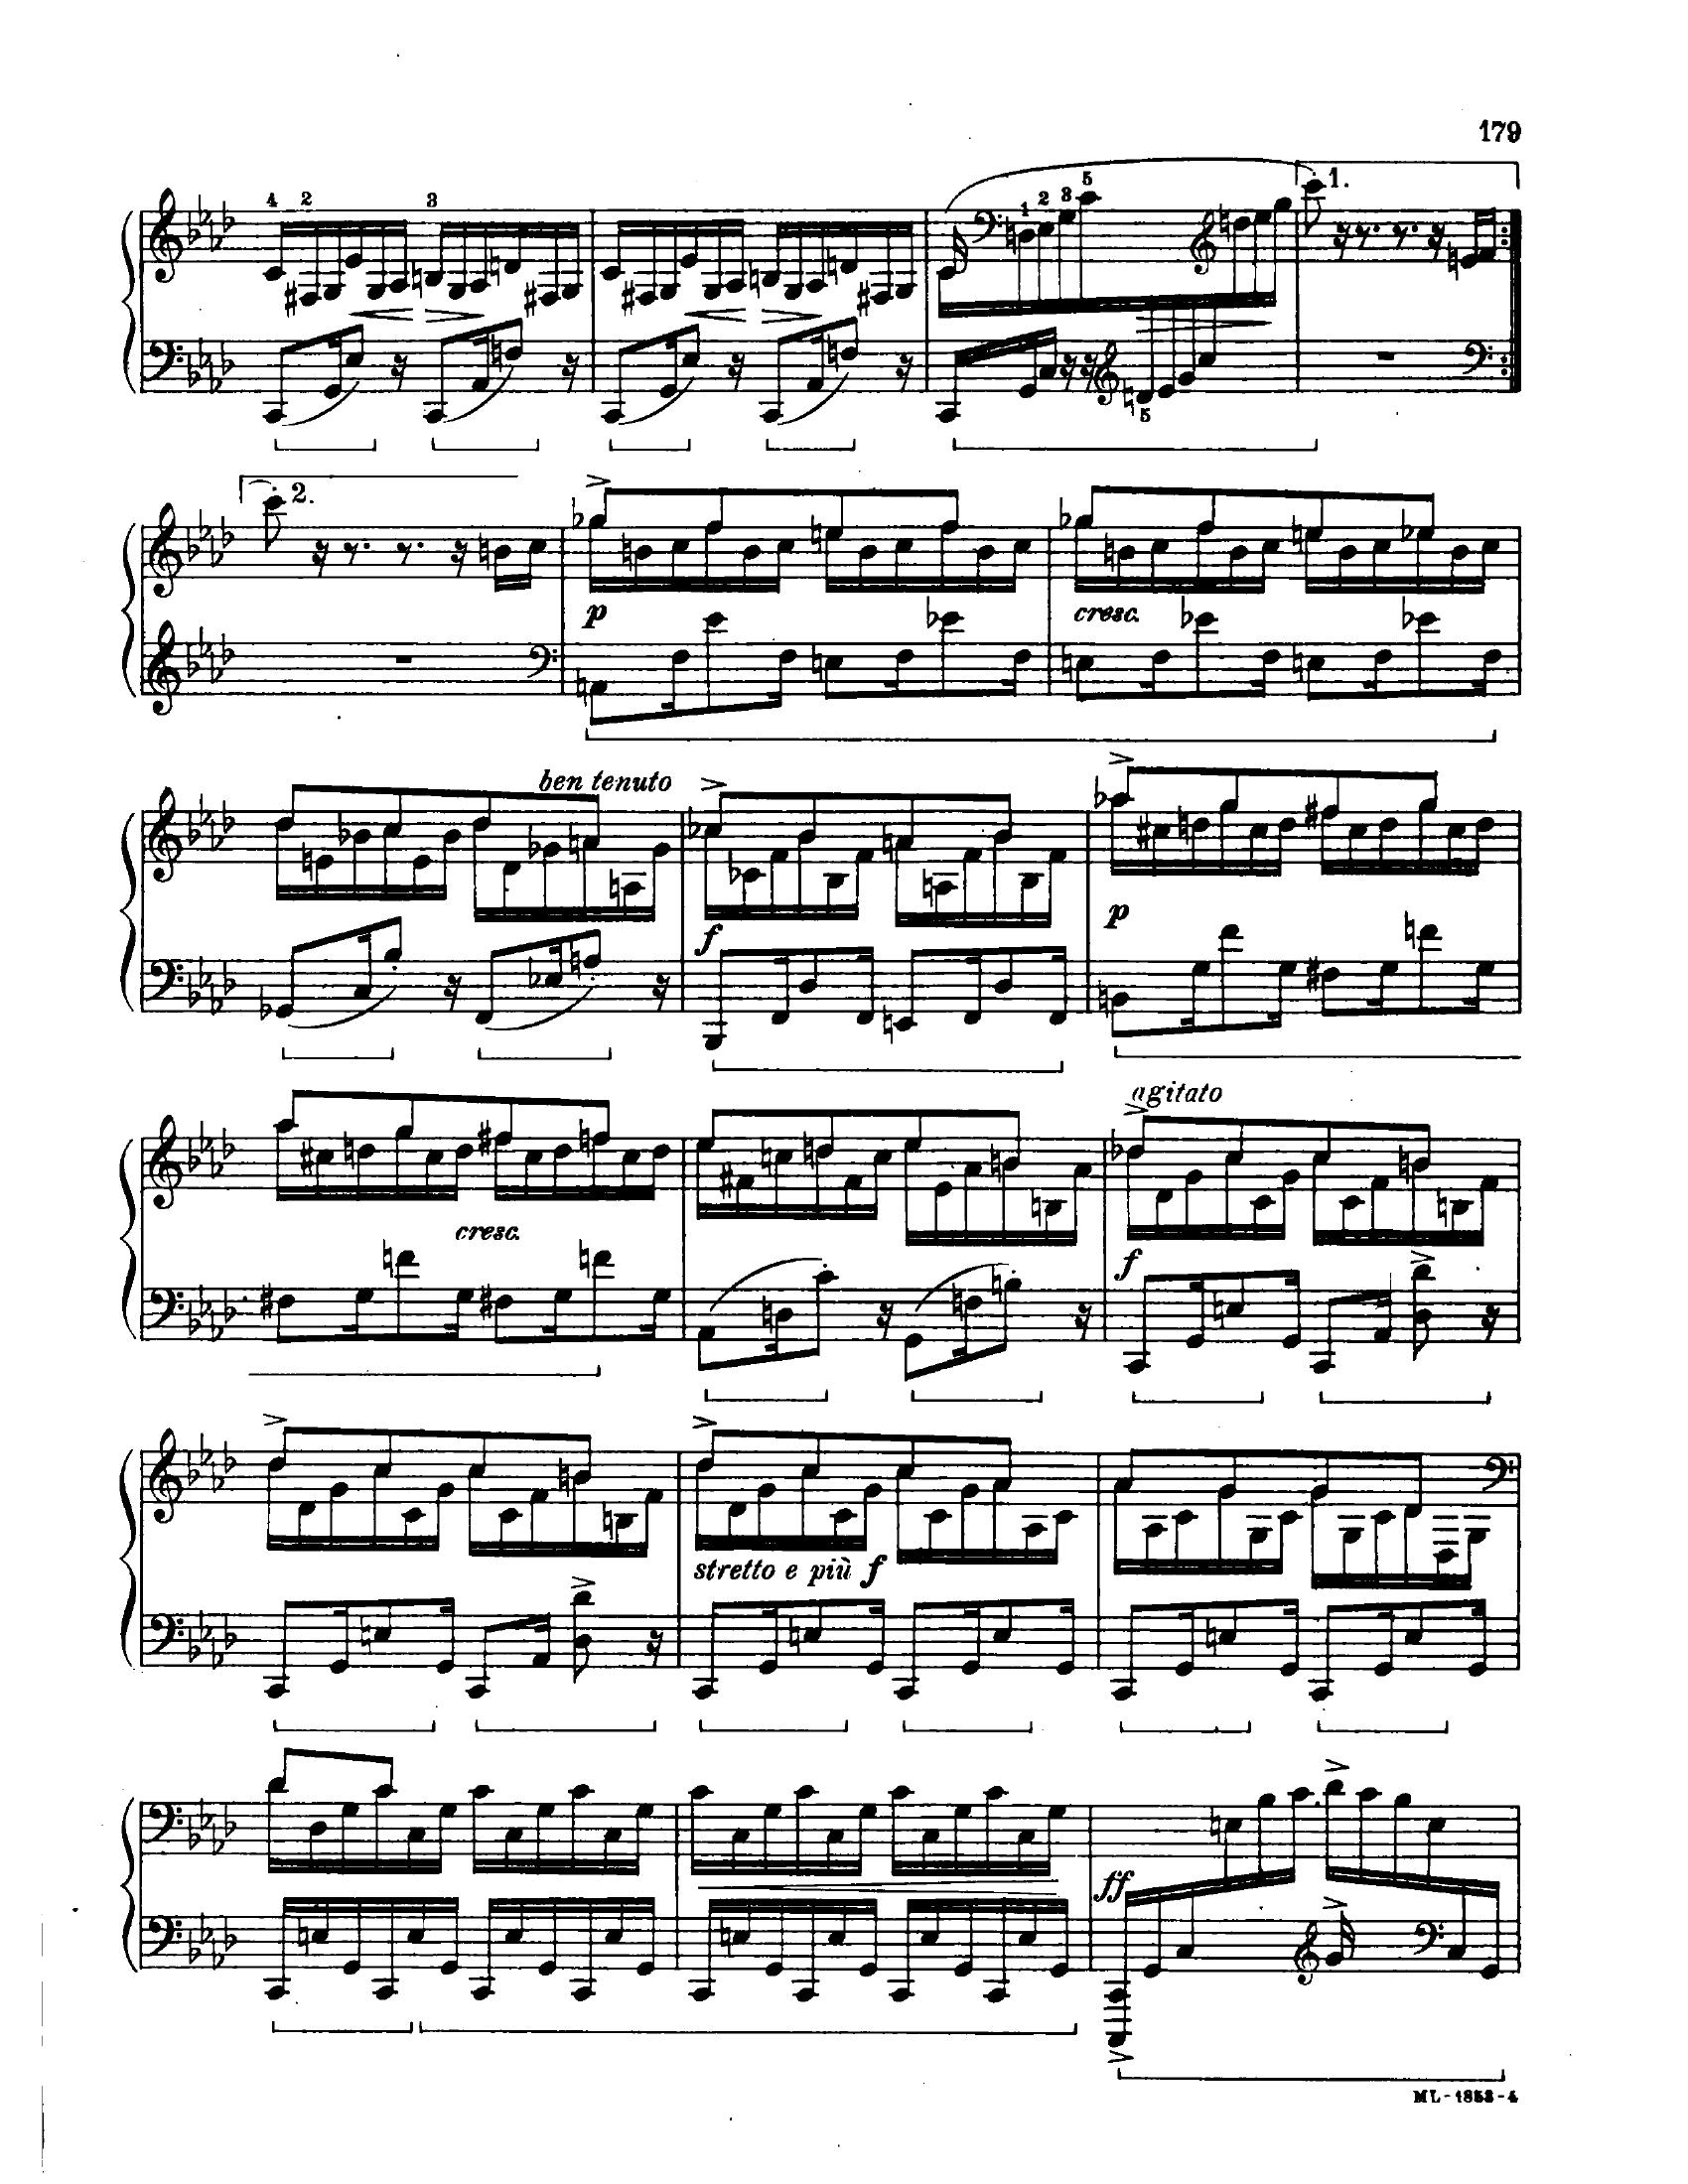 179
4 2 3 1 2 3 5 1.
5
2.
p cresc.
ben tenuto
f p
agitato
cresc. f
stretto e più f
ff
ML-1853-4